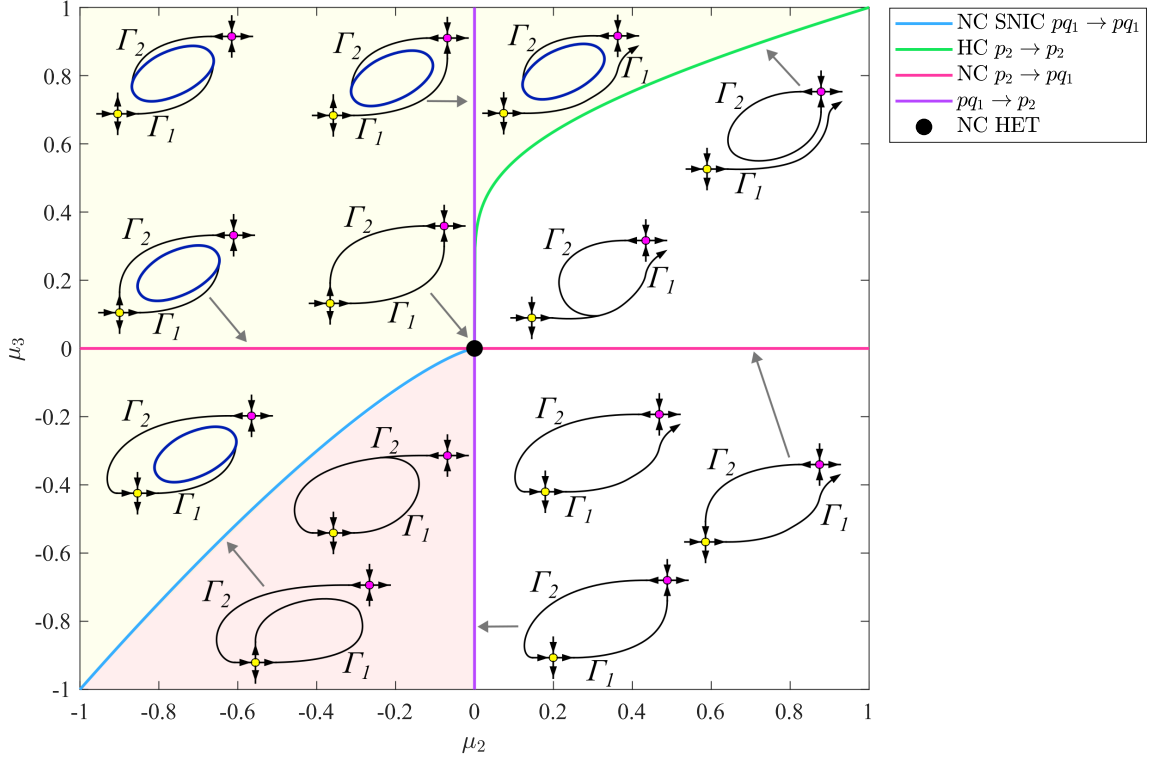 1
0.8
0.6
0.4
0.2
0
-0.2
-0.4
-0.6
-0.8
-1
μ₃
-1
-0.8
-0.6
-0.4
-0.2
0
0.2
0.4
0.6
0.8
1
μ₂
NC SNIC pq₁ → pq₁
HC p₂ → p₂
NC p₂ → pq₁
pq₁ → p₂
NC HET
Γ₂
Γ₁
Γ₂
Γ₁
Γ₂
Γ₁
Γ₂
Γ₁
Γ₂
Γ₁
Γ₂
Γ₁
Γ₂
Γ₁
Γ₂
Γ₁
Γ₂
Γ₁
Γ₂
Γ₁
Γ₂
Γ₁
Γ₂
Γ₁
Γ₂
Γ₁